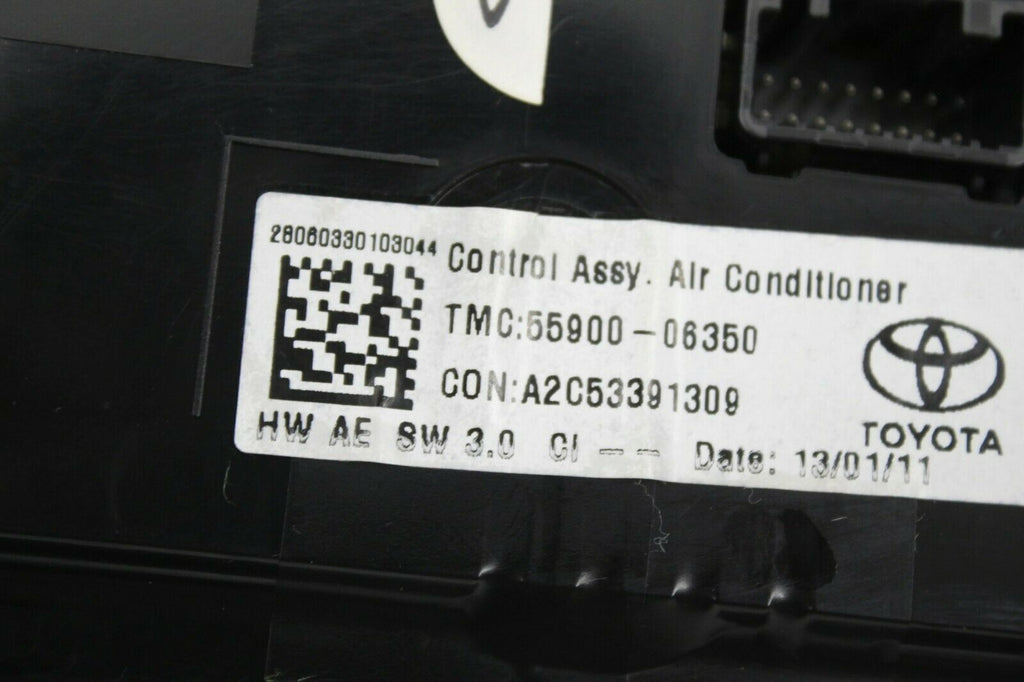 28060330103044
Control Assy. Air Conditioner
TMC:55900-06350
CON:A2C53391309
TOYOTA
HW AE SW 3.0 CI -- Date: 13/01/11